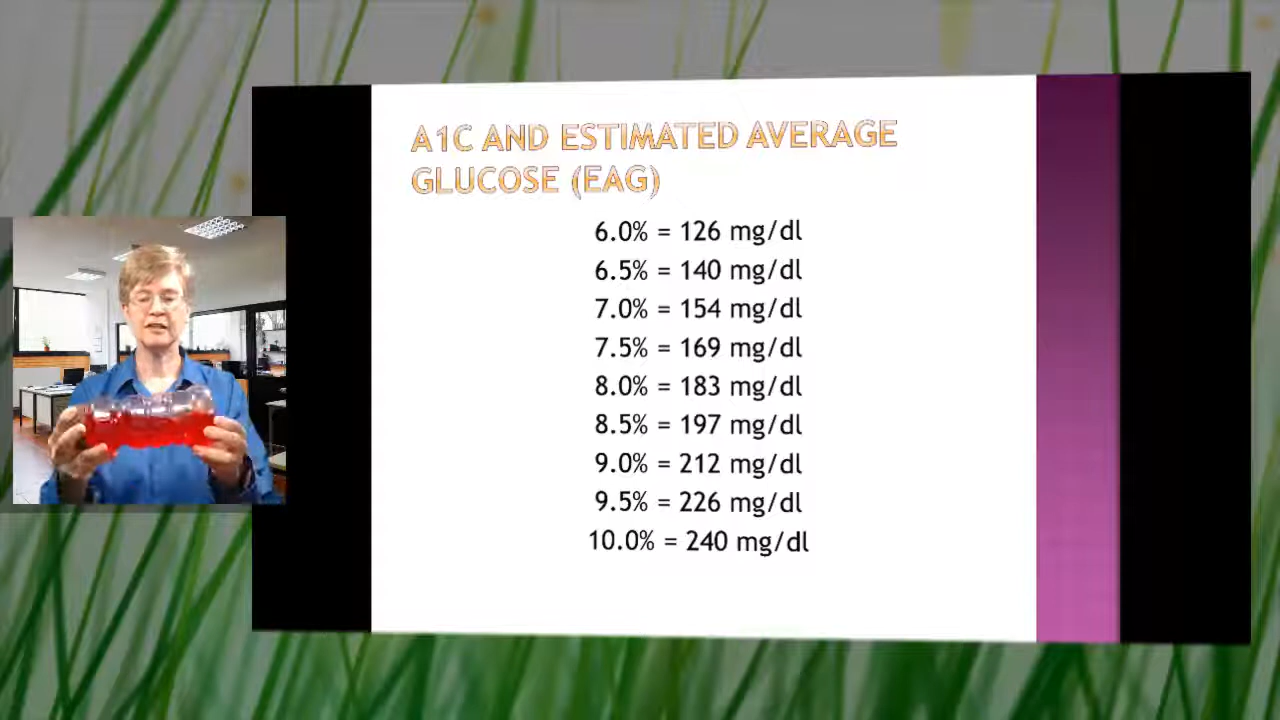 A1C AND ESTIMATED AVERAGE
GLUCOSE (EAG)
6.0% = 126 mg/dl
6.5% = 140 mg/dl
7.0% = 154 mg/dl
7.5% = 169 mg/dl
8.0% = 183 mg/dl
8.5% = 197 mg/dl
9.0% = 212 mg/dl
9.5% = 226 mg/dl
10.0% = 240 mg/dl